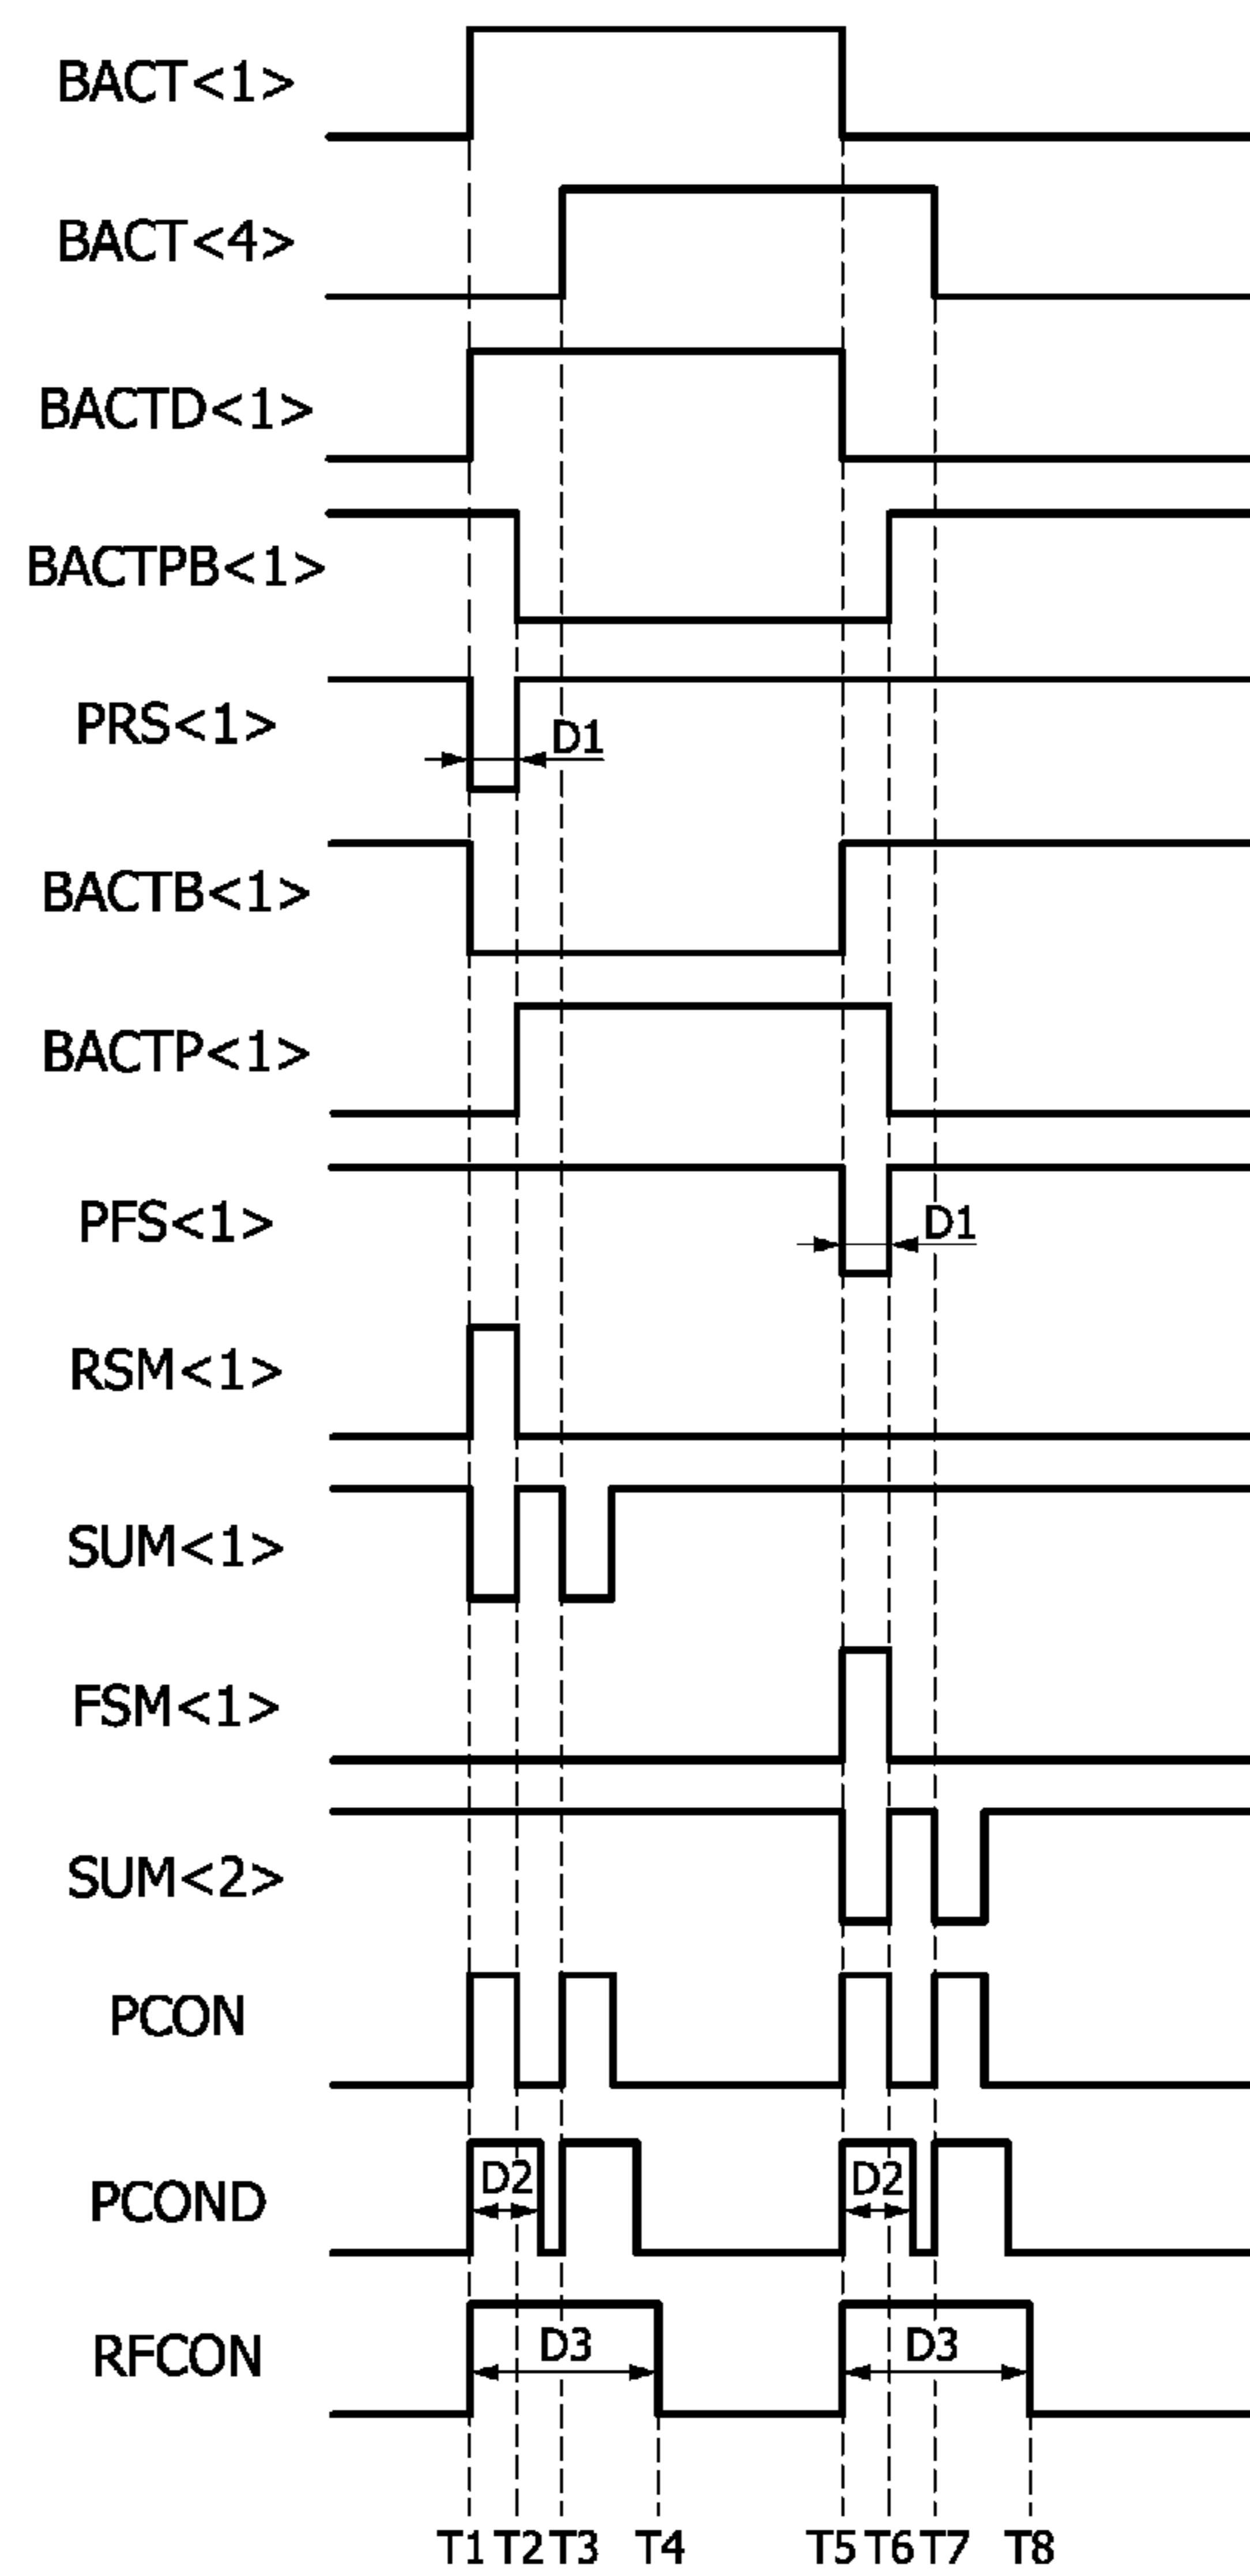 BACT<1>
BACT<4>
BACTD<1>
BACTPB<1>
PRS<1>
D1
BACTB<1>
BACTP<1>
PFS<1>
D1
RSM<1>
SUM<1>
FSM<1>
SUM<2>
PCON
PCOND
D2 D2
RFCON
D3 D3
T1 T2 T3 T4 T5 T6 T7 T8